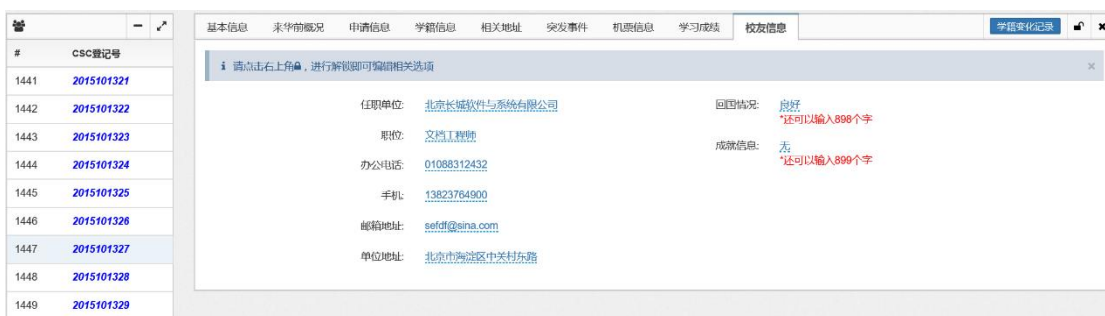 基本信息 来华前概况 申请信息 学籍信息 相关地址 突发事件 机票信息 学习成绩 校友信息 学籍变化记录
# CSC登记号
1441 2015101321
1442 2015101322
1443 2015101323
1444 2015101324
1445 2015101325
1446 2015101326
1447 2015101327
1448 2015101328
1449 2015101329
请点击右上角,进行解锁即可编辑相关选项
任职单位: 北京长城软件与系统有限公司
职位: 文档工程师
办公电话: 01088312432
手机: 13823764900
邮箱地址: sefdf@sina.com
单位地址: 北京市海淀区中关村东路
回国情况: 良好
*还可以输入898个字
成就信息: 无
*还可以输入899个字